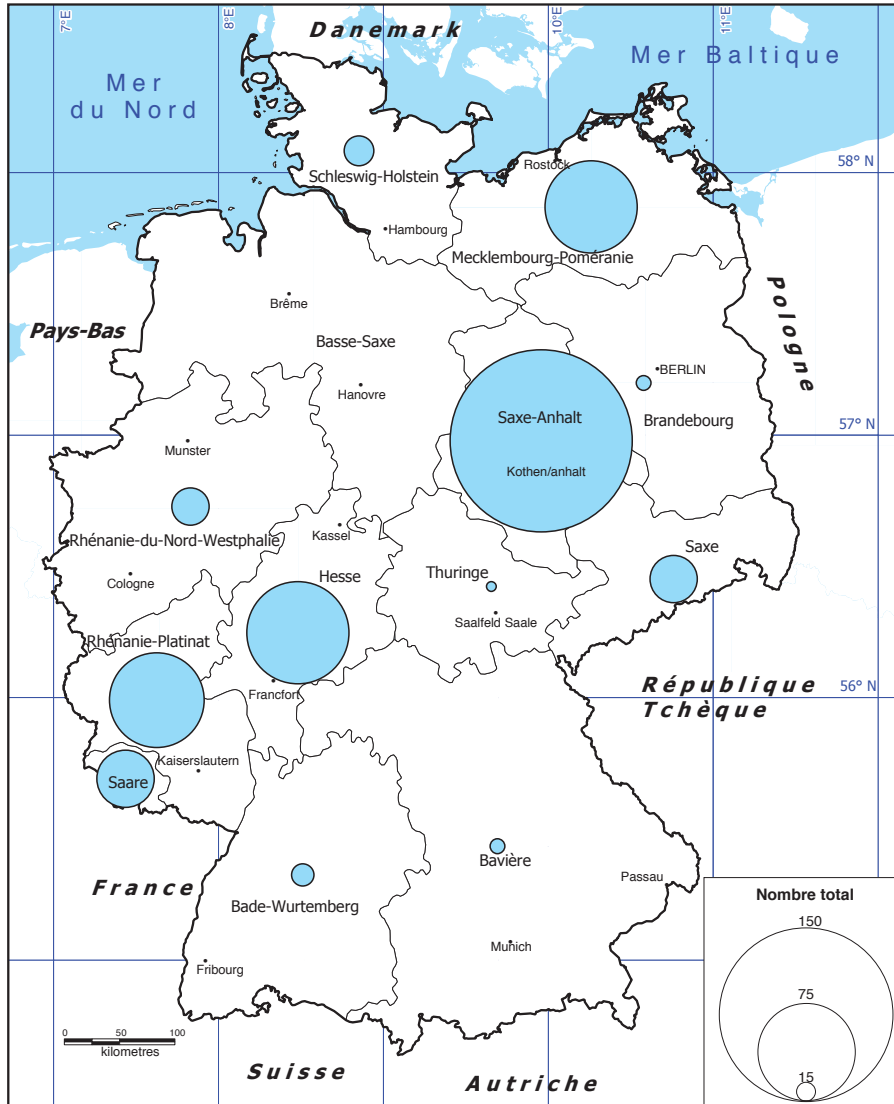 7°E
8°E
10°E
11°E
Danemark
Mer Baltique
Mer
du Nord
58° N
Rostock
Schleswig-Holstein
Hambourg
Mecklembourg-Poméranie
Pologne
Brême
Pays-Bas
Basse-Saxe
BERLIN
Hanovre
Saxe-Anhalt
Brandebourg
57° N
Munster
Kothen/anhalt
Kassel
Rhénanie-du-Nord-Westphalie
Saxe
Cologne
Hesse
Thuringe
Saalfeld Saale
Rhénanie-Platinat
Francfort
République
Tchèque
56° N
Kaiserslautern
Saare
Bavière
France
Passau
Bade-Wurtemberg
Munich
Fribourg
Nombre total
150
75
15
0 50 100
kilometres
Suisse
Autriche